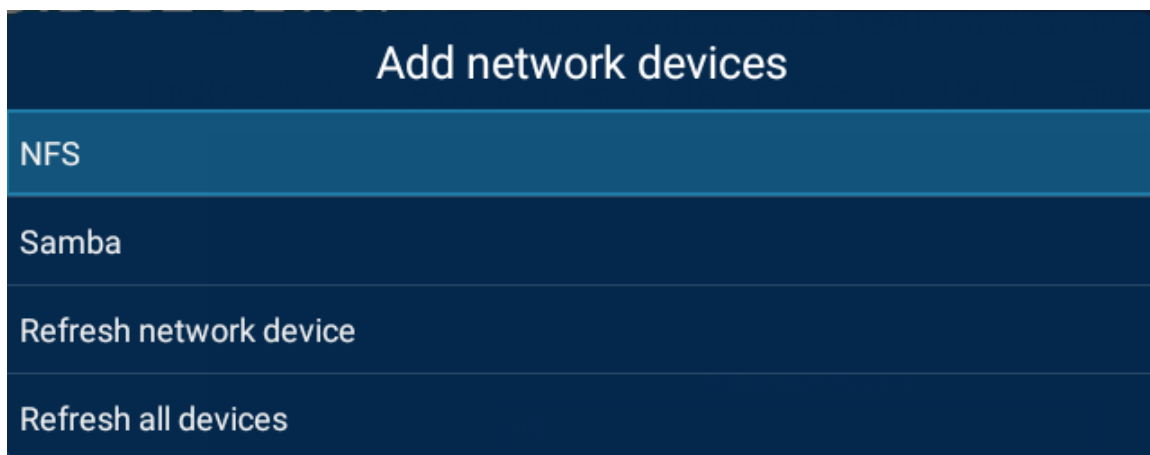 Add network devices
NFS
Samba
Refresh network device
Refresh all devices